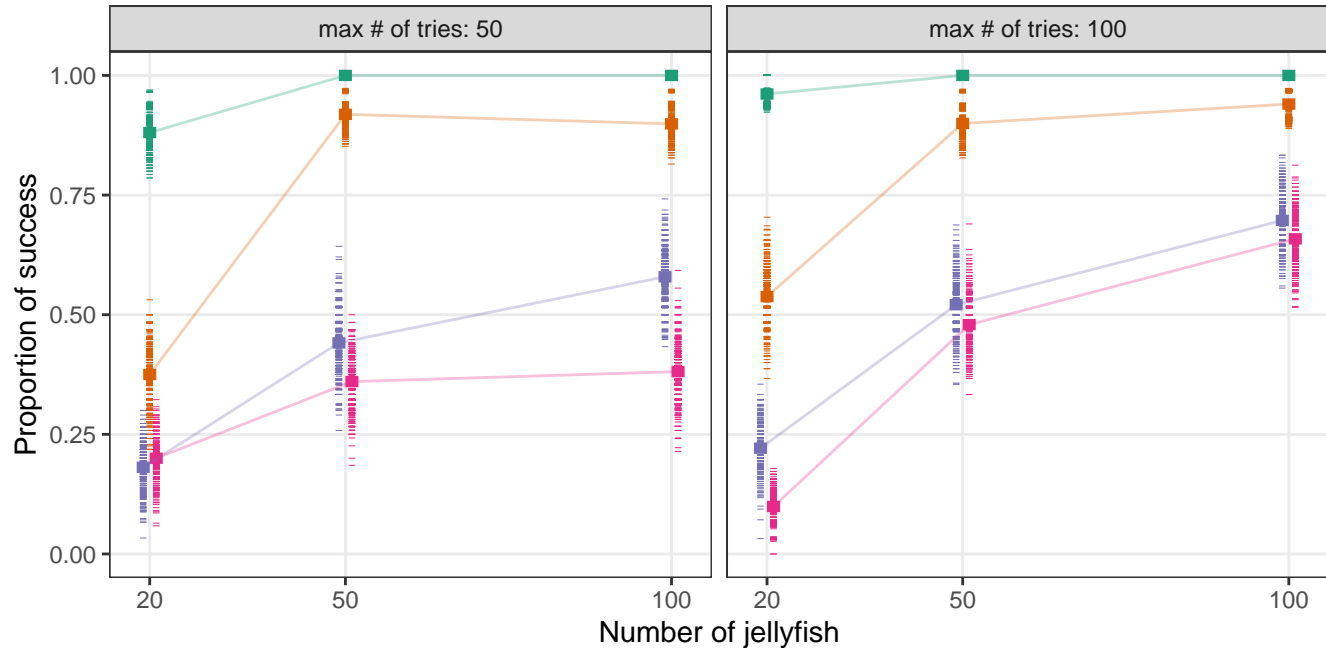 max # of tries: 50
max # of tries: 100
Proportion of success
1.00
0.75
0.50
0.25
0.00
20
50
100
20
50
100
Number of jellyfish